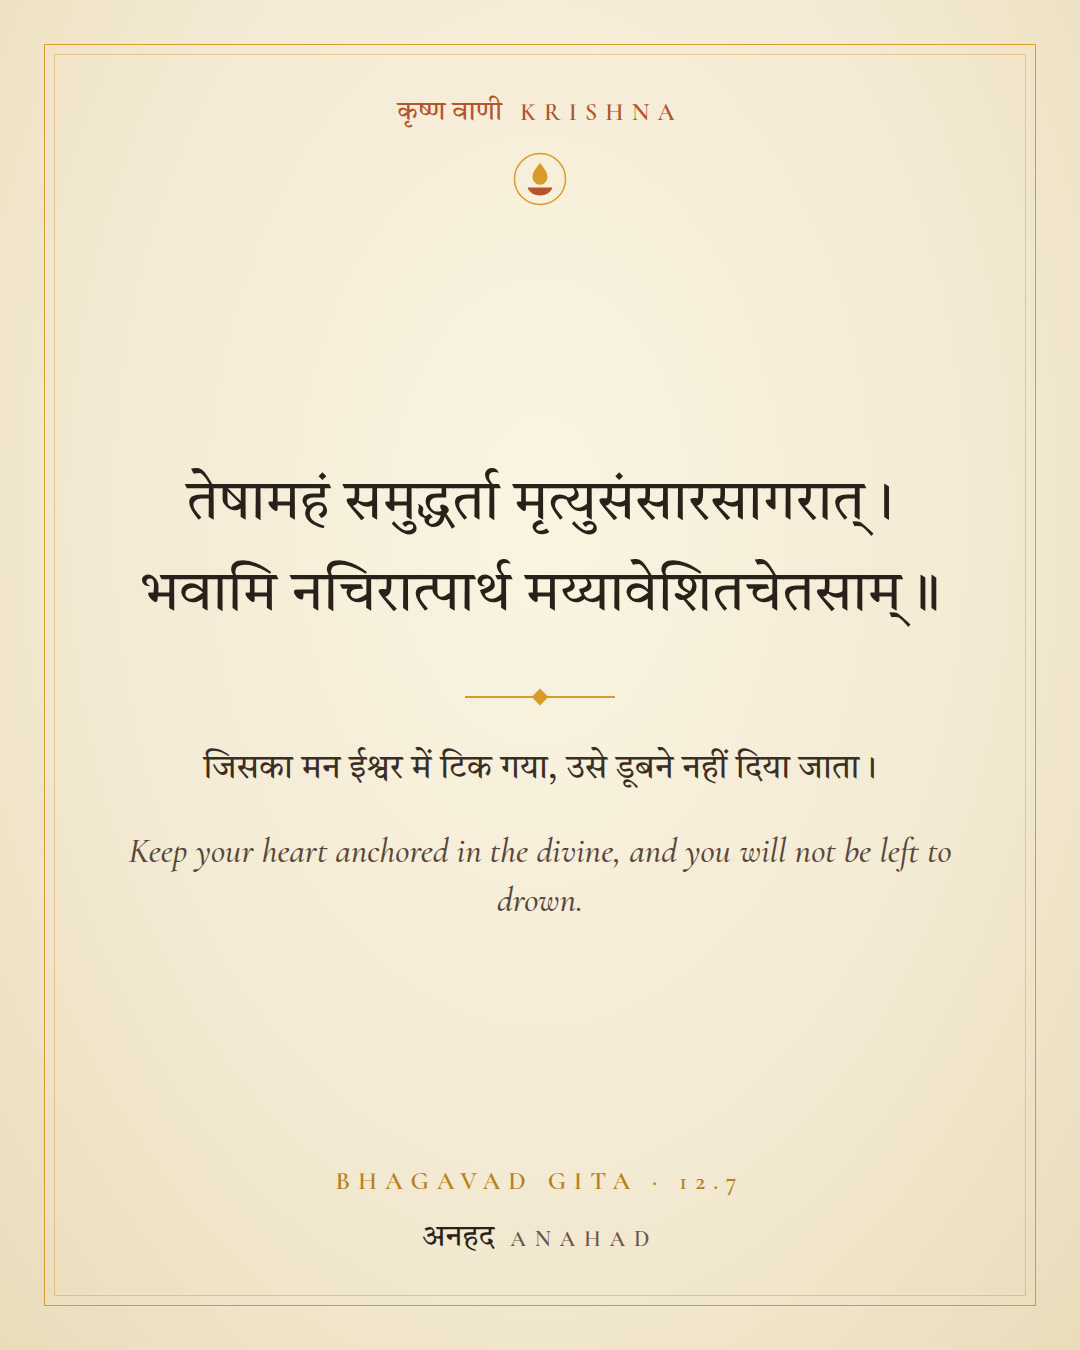 कृष्ण वाणी KRISHNA
तेषामहं समुद्धर्ता मृत्युसंसारसागरात्।
भवामि नचिरात्पार्थ मय्यावेशितचेतसाम्॥
जिसका मन ईश्वर में टिक गया, उसे डूबने नहीं दिया जाता।
Keep your heart anchored in the divine, and you will not be left to
drown.
BHAGAVAD GITA · 12.7
अनहद ANAHAD